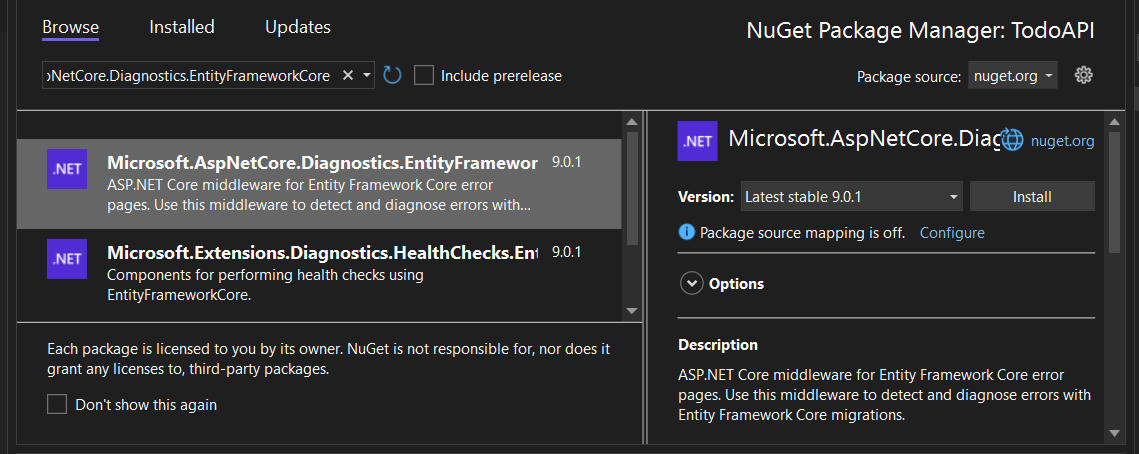 Browse Installed Updates
NuGet Package Manager: TodoAPI
oNetCore.Diagnostics.EntityFrameworkCore
Include prerelease
Package source: nuget.org
.NET
Microsoft.AspNetCore.Diagnostics.EntityFramewor 9.0.1
ASP.NET Core middleware for Entity Framework Core error
pages. Use this middleware to detect and diagnose errors with...
.NET
Microsoft.Extensions.Diagnostics.HealthChecks.Ent 9.0.1
Components for performing health checks using
EntityFrameworkCore.
Each package is licensed to you by its owner. NuGet is not responsible for, nor does it
grant any licenses to, third-party packages.
Don't show this again
.NET
Microsoft.AspNetCore.Diag nuget.org
Version: Latest stable 9.0.1 Install
Package source mapping is off. Configure
Options
Description
ASP.NET Core middleware for Entity Framework Core error
pages. Use this middleware to detect and diagnose errors with
Entity Framework Core migrations.